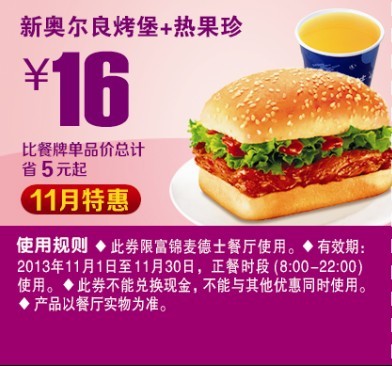 新奥尔良烤堡+热果珍
¥16
比餐牌单品价总计
省5元起
11月特惠
使用规则 ◆ 此券限富锦麦德士餐厅使用。◆ 有效期:
2013年11月1日至11月30日，正餐时段 (8:00-22:00)
使用。◆ 此券不能兑换现金，不能与其他优惠同时使用。
◆ 产品以餐厅实物为准。